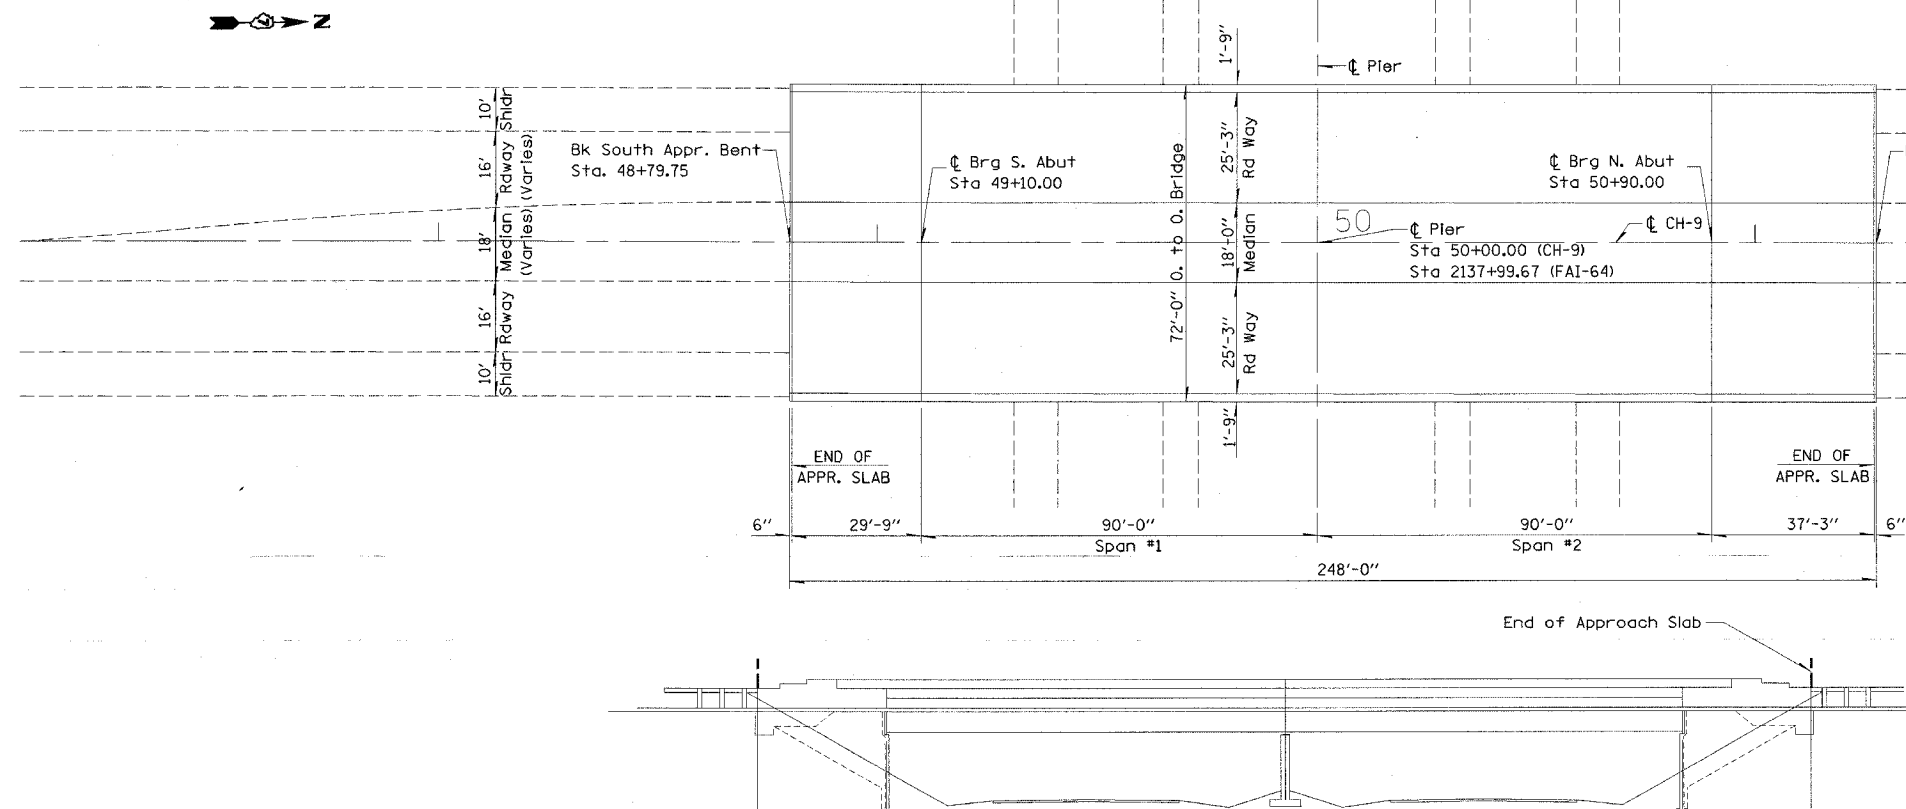 N
1'-9"
℄ Pier
10'
Shldr
16'
Rdway
(Varies)
18'
Median
(Varies)
16'
Rdway
10'
Shldr
Bk South Appr. Bent
Sta. 48+79.75
℄ Brg S. Abut
Sta 49+10.00
72'-0" O. to O. Bridge
25'-3"
Rd Way
18'-0"
Median
25'-3"
Rd Way
1'-9"
50
℄ Pier
Sta 50+00.00 (CH-9)
Sta 2137+99.67 (FAI-64)
℄ Brg N. Abut
Sta 50+90.00
℄ CH-9
END OF
APPR. SLAB
END OF
APPR. SLAB
6"
29'-9"
90'-0"
90'-0"
37'-3"
6"
Span #1
Span #2
248'-0"
End of Approach Slab